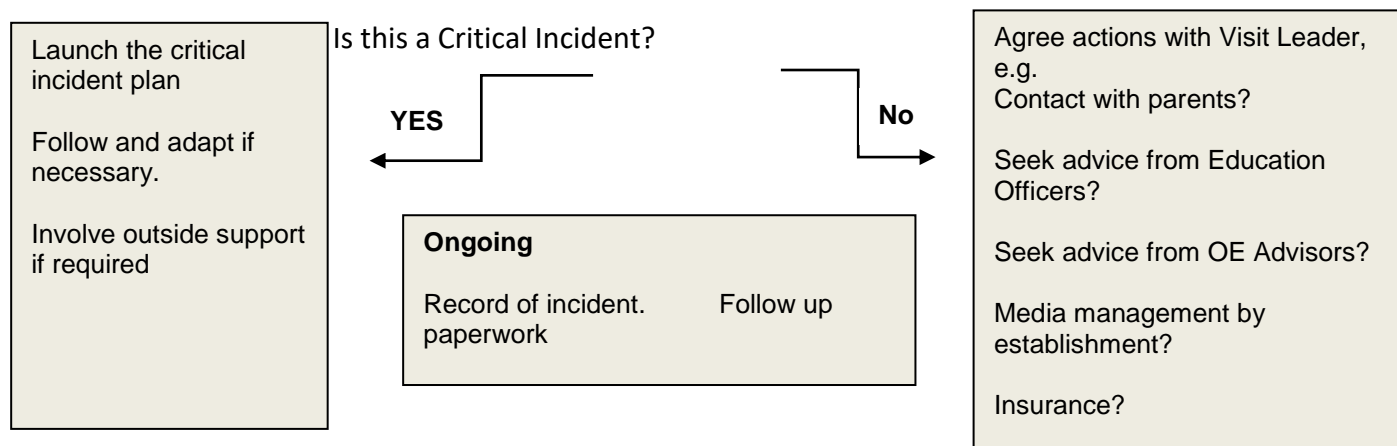 Is this a Critical Incident?
Launch the critical
incident plan
Follow and adapt if
necessary.
Involve outside support
if required
YES
No
Ongoing
Record of incident. Follow up
paperwork
Agree actions with Visit Leader,
e.g.
Contact with parents?
Seek advice from Education
Officers?
Seek advice from OE Advisors?
Media management by
establishment?
Insurance?